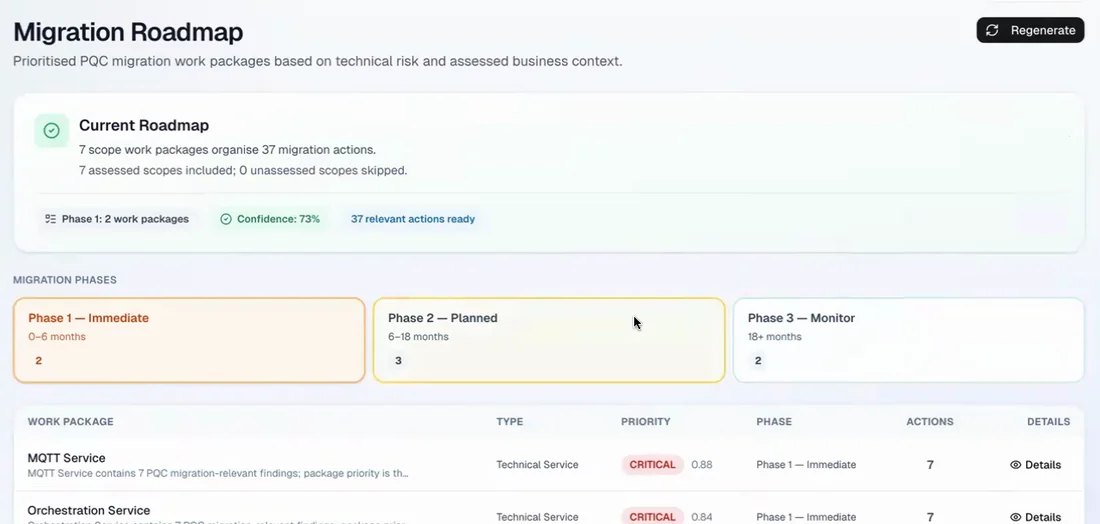 Migration Roadmap
Regenerate
Prioritised PQC migration work packages based on technical risk and assessed business context.
Current Roadmap
7 scope work packages organise 37 migration actions.
7 assessed scopes included; 0 unassessed scopes skipped.
Phase 1: 2 work packages
Confidence: 73%
37 relevant actions ready
MIGRATION PHASES
Phase 1 — Immediate
0–6 months
2
Phase 2 — Planned
6–18 months
3
Phase 3 — Monitor
18+ months
2
WORK PACKAGE TYPE PRIORITY PHASE ACTIONS DETAILS
MQTT Service
MQTT Service contains 7 PQC migration-relevant findings; package priority is th...
Technical Service CRITICAL 0.88 Phase 1 — Immediate 7 Details
Orchestration Service
Technical Service CRITICAL 0.84 Phase 1 — Immediate 7 Details